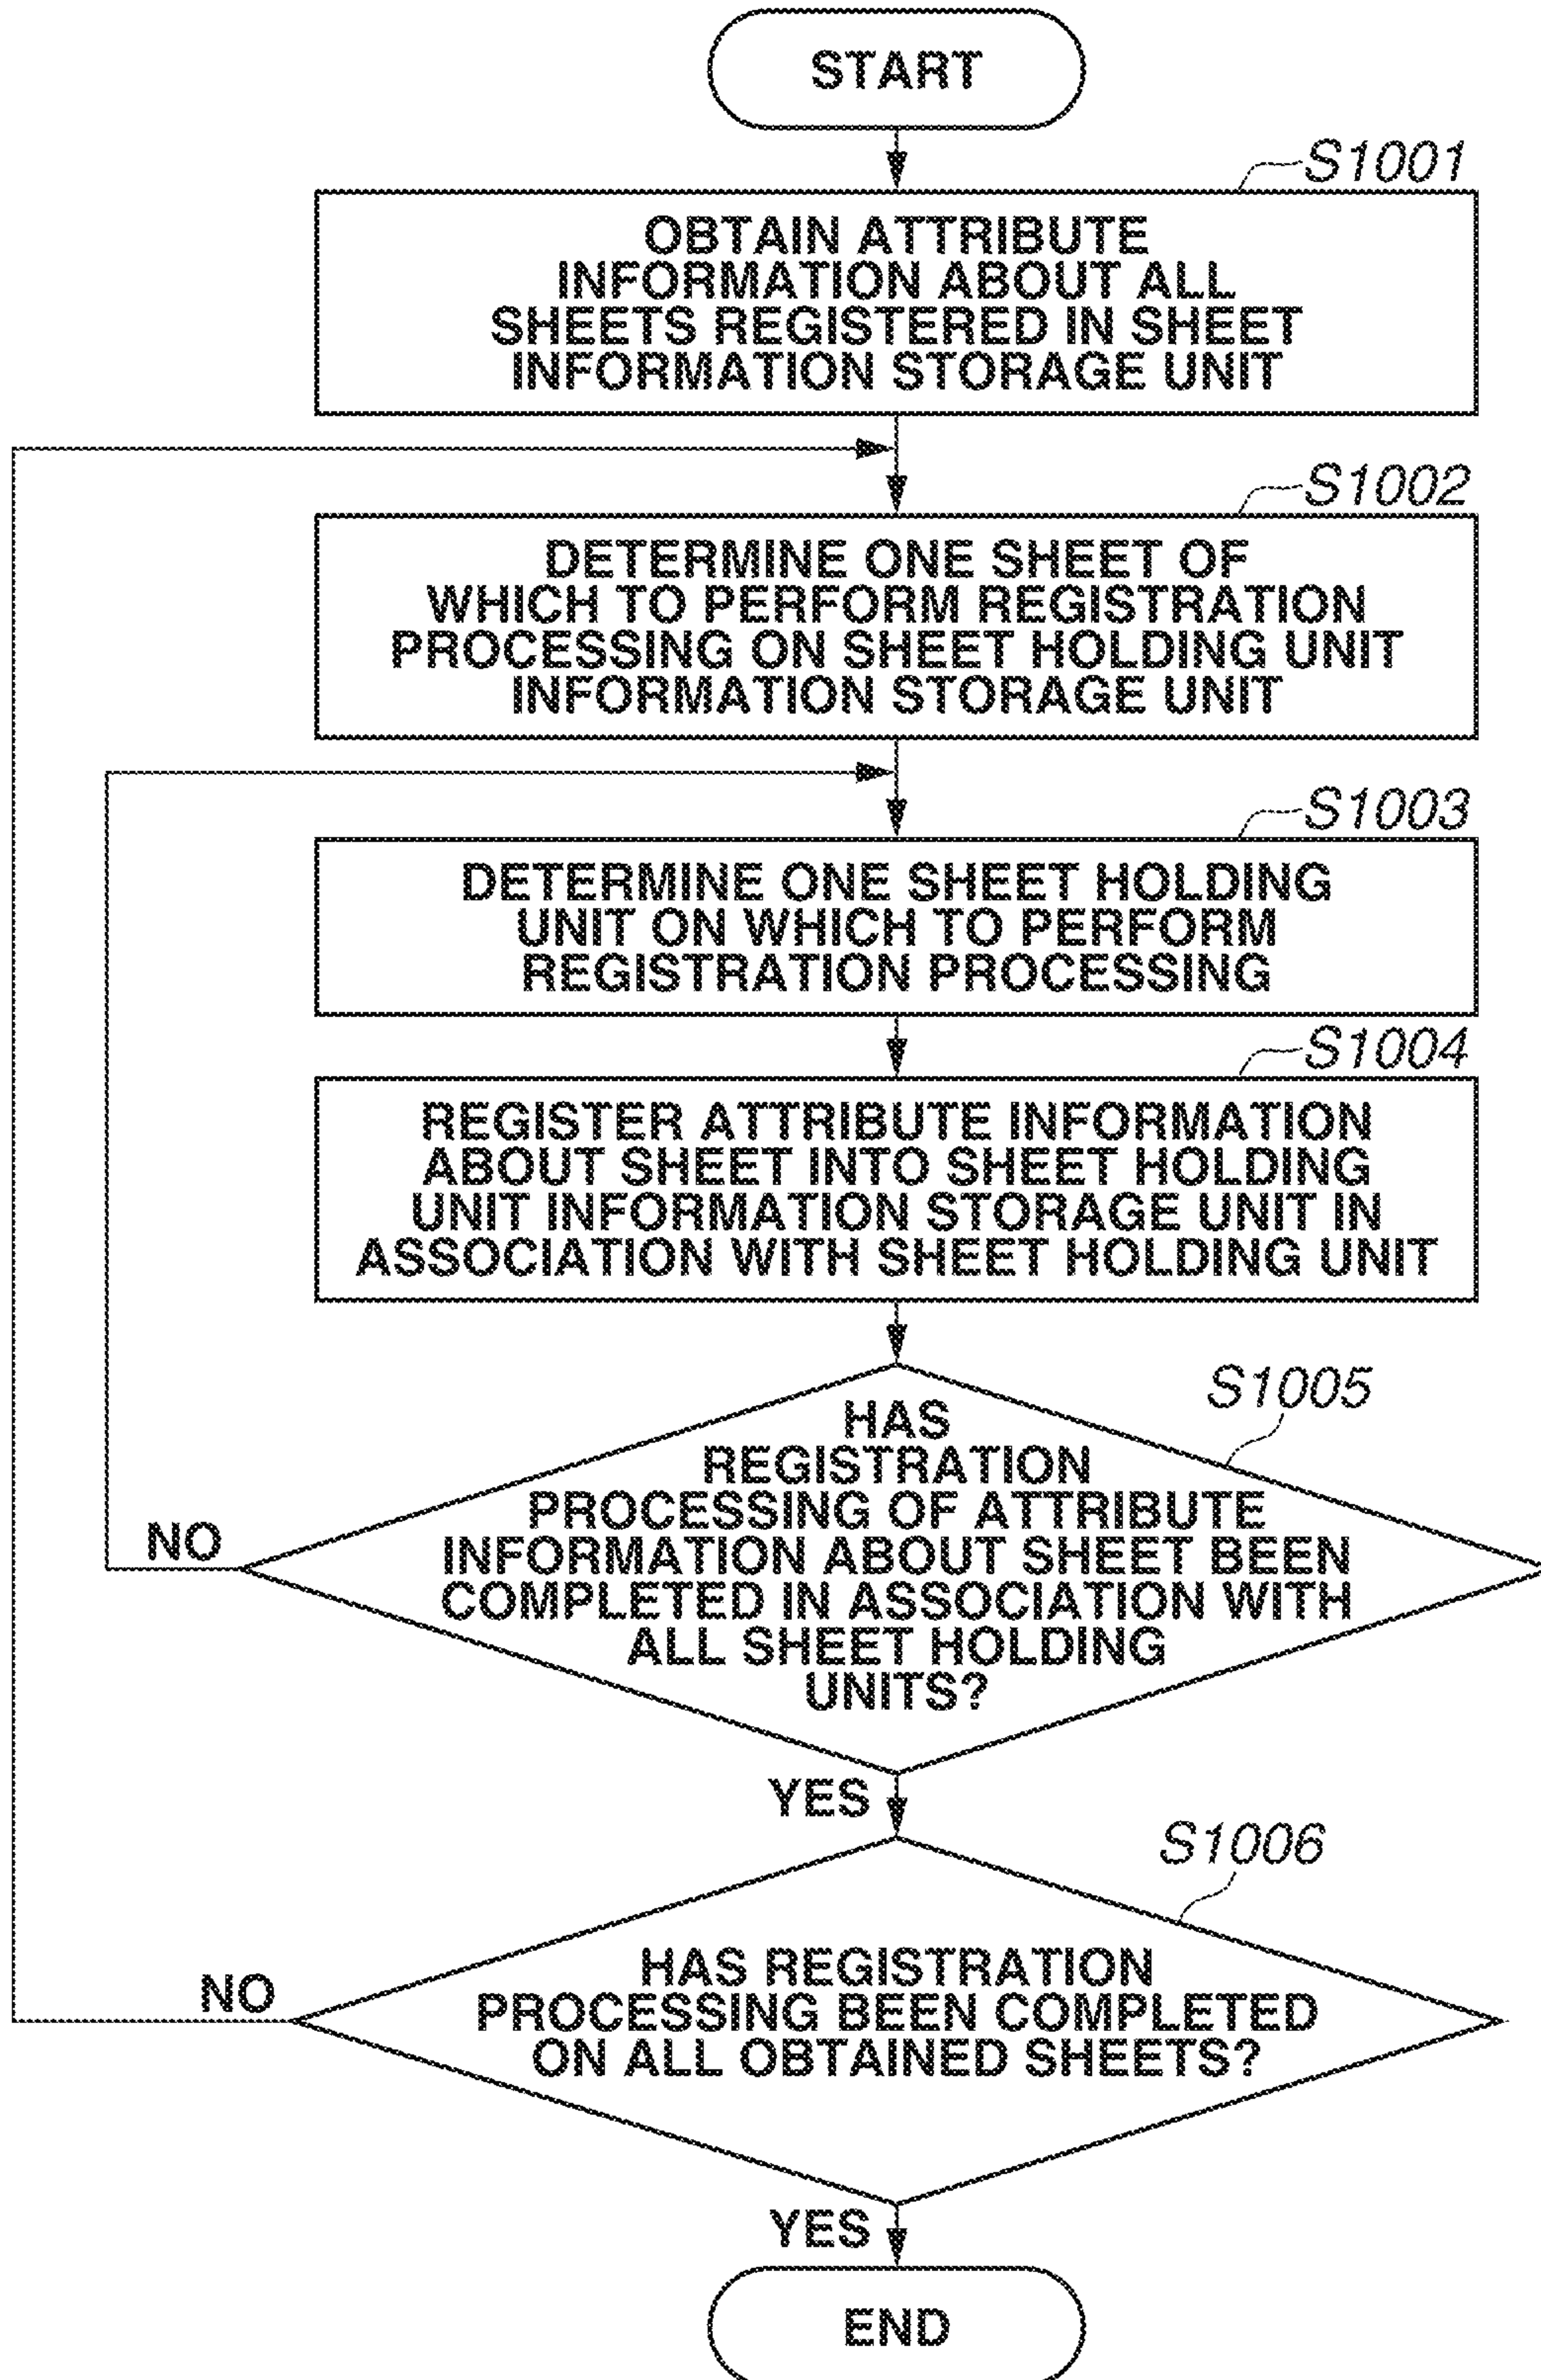 START
S1001
OBTAIN ATTRIBUTE
INFORMATION ABOUT ALL
SHEETS REGISTERED IN SHEET
INFORMATION STORAGE UNIT
S1002
DETERMINE ONE SHEET OF
WHICH TO PERFORM REGISTRATION
PROCESSING ON SHEET HOLDING UNIT
INFORMATION STORAGE UNIT
S1003
DETERMINE ONE SHEET HOLDING
UNIT ON WHICH TO PERFORM
REGISTRATION PROCESSING
S1004
REGISTER ATTRIBUTE INFORMATION
ABOUT SHEET INTO SHEET HOLDING
UNIT INFORMATION STORAGE UNIT IN
ASSOCIATION WITH SHEET HOLDING UNIT
S1005
HAS
REGISTRATION
PROCESSING OF ATTRIBUTE
INFORMATION ABOUT SHEET BEEN
COMPLETED IN ASSOCIATION WITH
ALL SHEET HOLDING
UNITS?
NO
YES
S1006
HAS REGISTRATION
PROCESSING BEEN COMPLETED
ON ALL OBTAINED SHEETS?
NO
YES
END